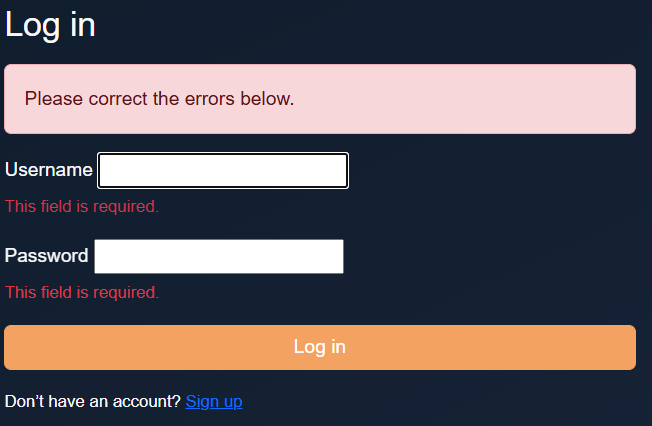 Log in
Please correct the errors below.
Username
This field is required.
Password
This field is required.
Log in
Don’t have an account? Sign up